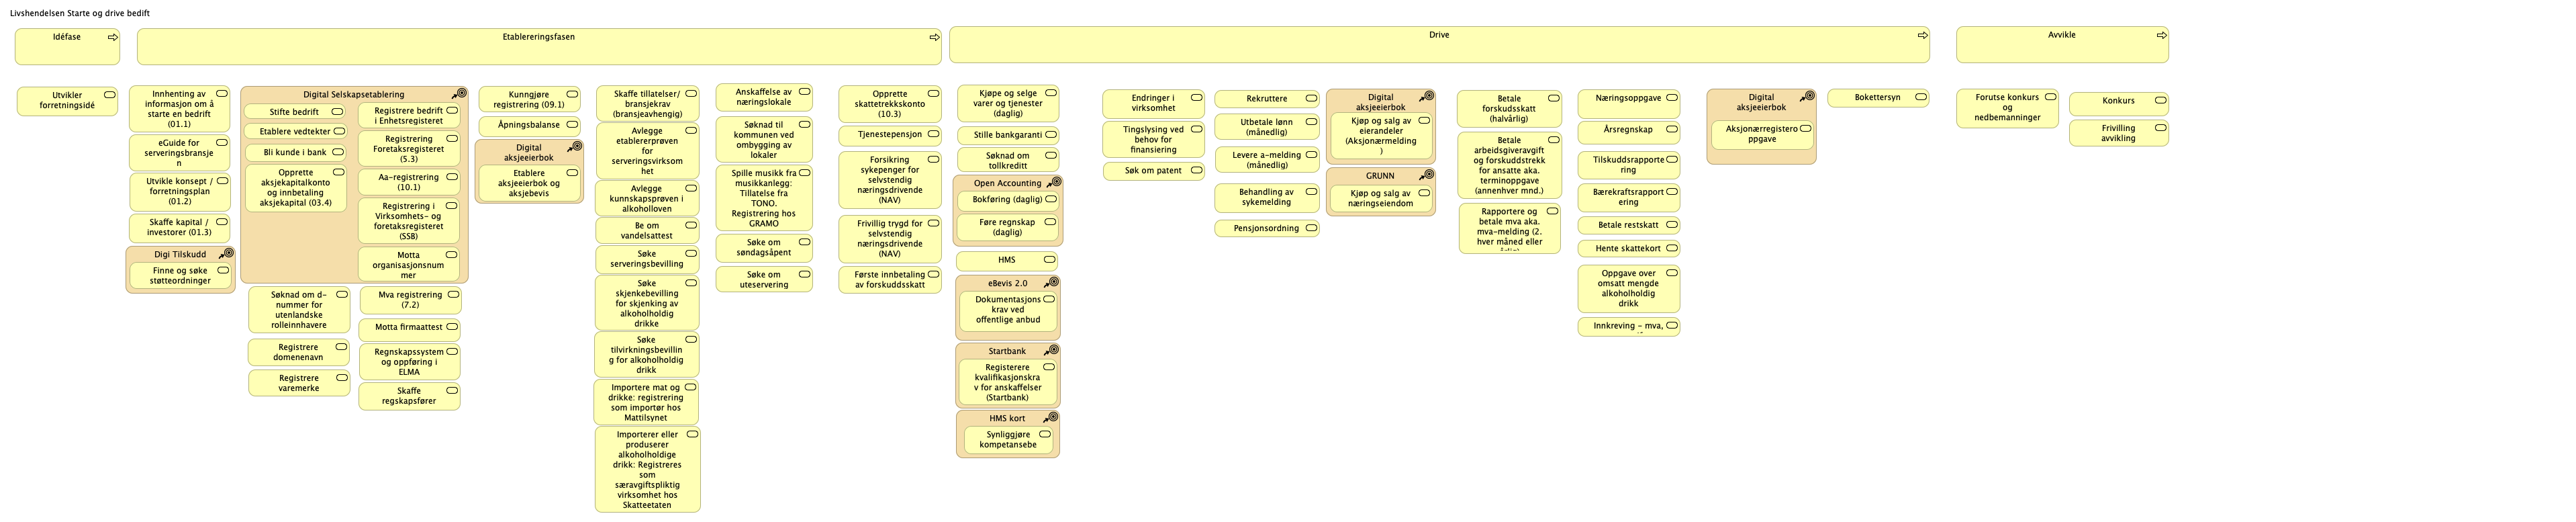 Livshendelsen Starte og drive bedift
Idéfase
Etableringsfasen
Drive
Avvikle
Utvikler
forretningsidé
Innhenting av
informasjon om å
starte en bedrift
(01.1)
eGuide for
serveringsbransje
n
Utvikle konsept /
forretningsplan
(01.2)
Skaffe kapital /
investorer (01.3)
Digi Tilskudd
Finne og søke
støtteordninger
Digital Selskapsetablering
Stifte bedrift
Etablere vedtekter
Bli kunde i bank
Opprette
aksjekapitalkonto
og innbetaling
aksjekapital (03.4)
Registrere bedrift
i Enhetsregisteret
Registrering
Foretaksregisteret
(5.3)
Aa-registrering
(10.1)
Registrering i
Virksomhets- og
foretaksregisteret
(SSB)
Motta
organisasjonsnum
mer
Søknad om d-
nummer for
utenlandske
rolleinnhavere
Registrere
domenenavn
Registrere
varemerke
Mva registrering
(7.2)
Motta firmaattest
Regnskapssystem
og oppføring i
ELMA
Skaffe
regskapsfører
Kunngjøre
registrering (09.1)
Åpningsbalanse
Digital
aksjeeierbok
Etablere
aksjeeierbok og
aksjebevis
Skaffe tillatelser/
bransjekrav
(bransjeavhengig)
Avlegge
etablererprøven
for
serveringsvirksom
het
Avlegge
kunnskapsprøven i
alkoholloven
Be om
vandelsattest
Søke
serveringsbevilling
Søke
skjenkebevilling
for skjenking av
alkoholholdig
drikke
Søke
tilvirkningsbevillin
g for alkoholholdig
drikk
Importere mat og
drikke: registrering
som importør hos
Mattilsynet
Importerer eller
produserer
alkoholholdige
drikk: Registreres
som
særavgiftspliktig
virksomhet hos
Skatteetaten
Anskaffelse av
næringslokale
Søknad til
kommunen ved
ombygging av
lokaler
Spille musikk fra
musikkanlegg:
Tillatelse fra
TONO.
Registrering hos
GRAMO
Søke om
søndagsåpent
Søke om
uteservering
Opprette
skattetrekkskonto
(10.3)
Tjenestepensjon
Forsikring
sykepenger for
selvstendig
næringsdrivende
(NAV)
Frivillig trygd for
selvstendig
næringsdrivende
(NAV)
Første innbetaling
av forskuddsskatt
Kjøpe og selge
varer og tjenester
(daglig)
Stille bankgaranti
Søknad om
tollkreditt
Open Accounting
Bokføring (daglig)
Føre regnskap
(daglig)
HMS
eBevis 2.0
Dokumentasjons
krav ved
offentlige anbud
Startbank
Registerere
kvalifikasjonskra
v for anskaffelser
(Startbank)
HMS kort
Synliggjøre
kompetansebe
Endringer i
virksomhet
Tingslysing ved
behov for
finansiering
Søk om patent
Rekruttere
Utbetale lønn
(månedlig)
Levere a-melding
(månedlig)
Behandling av
sykemelding
Pensjonsordning
Digital
aksjeeierbok
Kjøp og salg av
eierandeler
(Aksjonærmelding
)
GRUNN
Kjøp og salg av
næringseiendom
Betale
forskudsskatt
(halvårlig)
Betale
arbeidsgiveravgift
og forskuddstrekk
for ansatte aka.
terminoppgave
(annenhver mnd.)
Rapportere og
betale mva aka.
mva-melding (2.
hver måned eller
Næringsoppgave
Årsregnskap
Tilskuddsrapporte
ring
Bærekraftsrapport
ering
Betale restskatt
Hente skattekort
Oppgave over
omsatt mengde
alkoholholdig
drikk
Innkreving - mva,
Digital
aksjeeierbok
Aksjonærregistero
ppgave
Bokettersyn
Forutse konkurs
og
nedbemanninger
Konkurs
Frivilling
avvikling